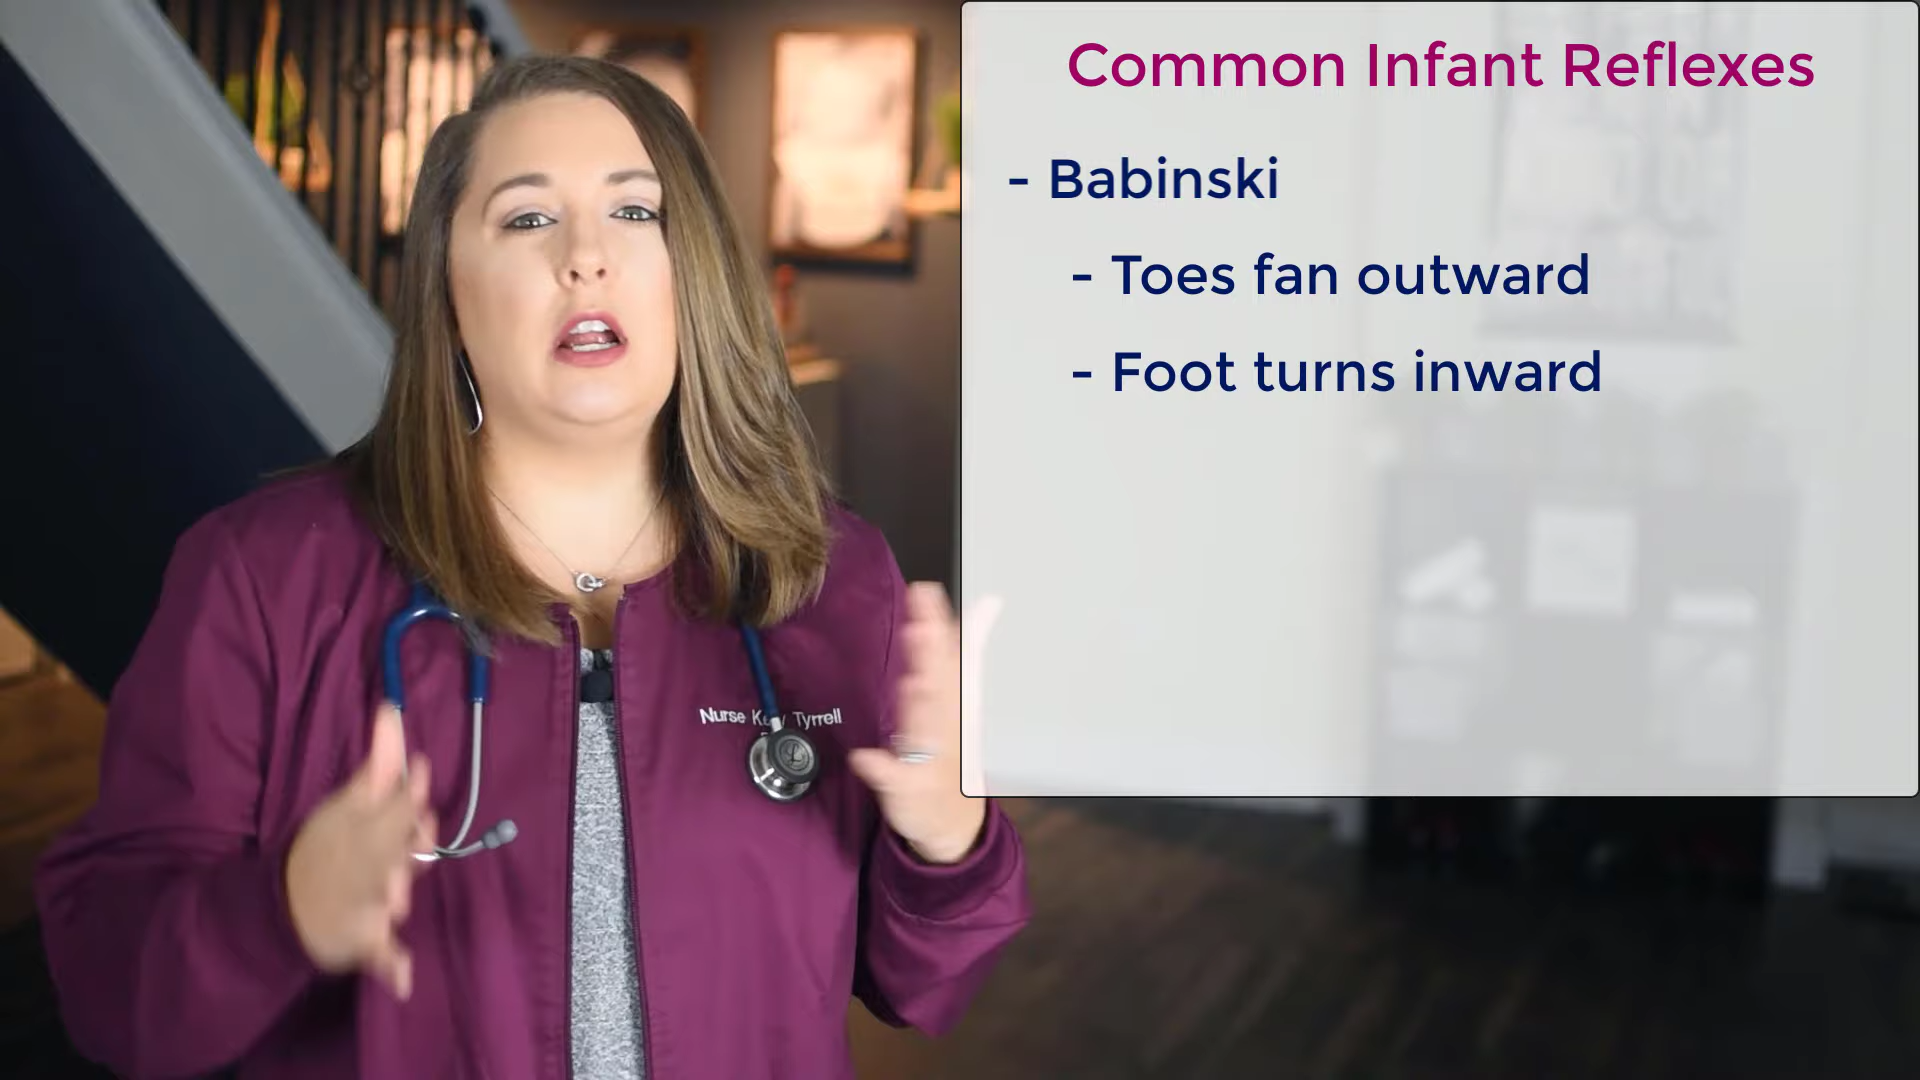 Common Infant Reflexes
- Babinski
- Toes fan outward
- Foot turns inward
Nurse Tyrrell